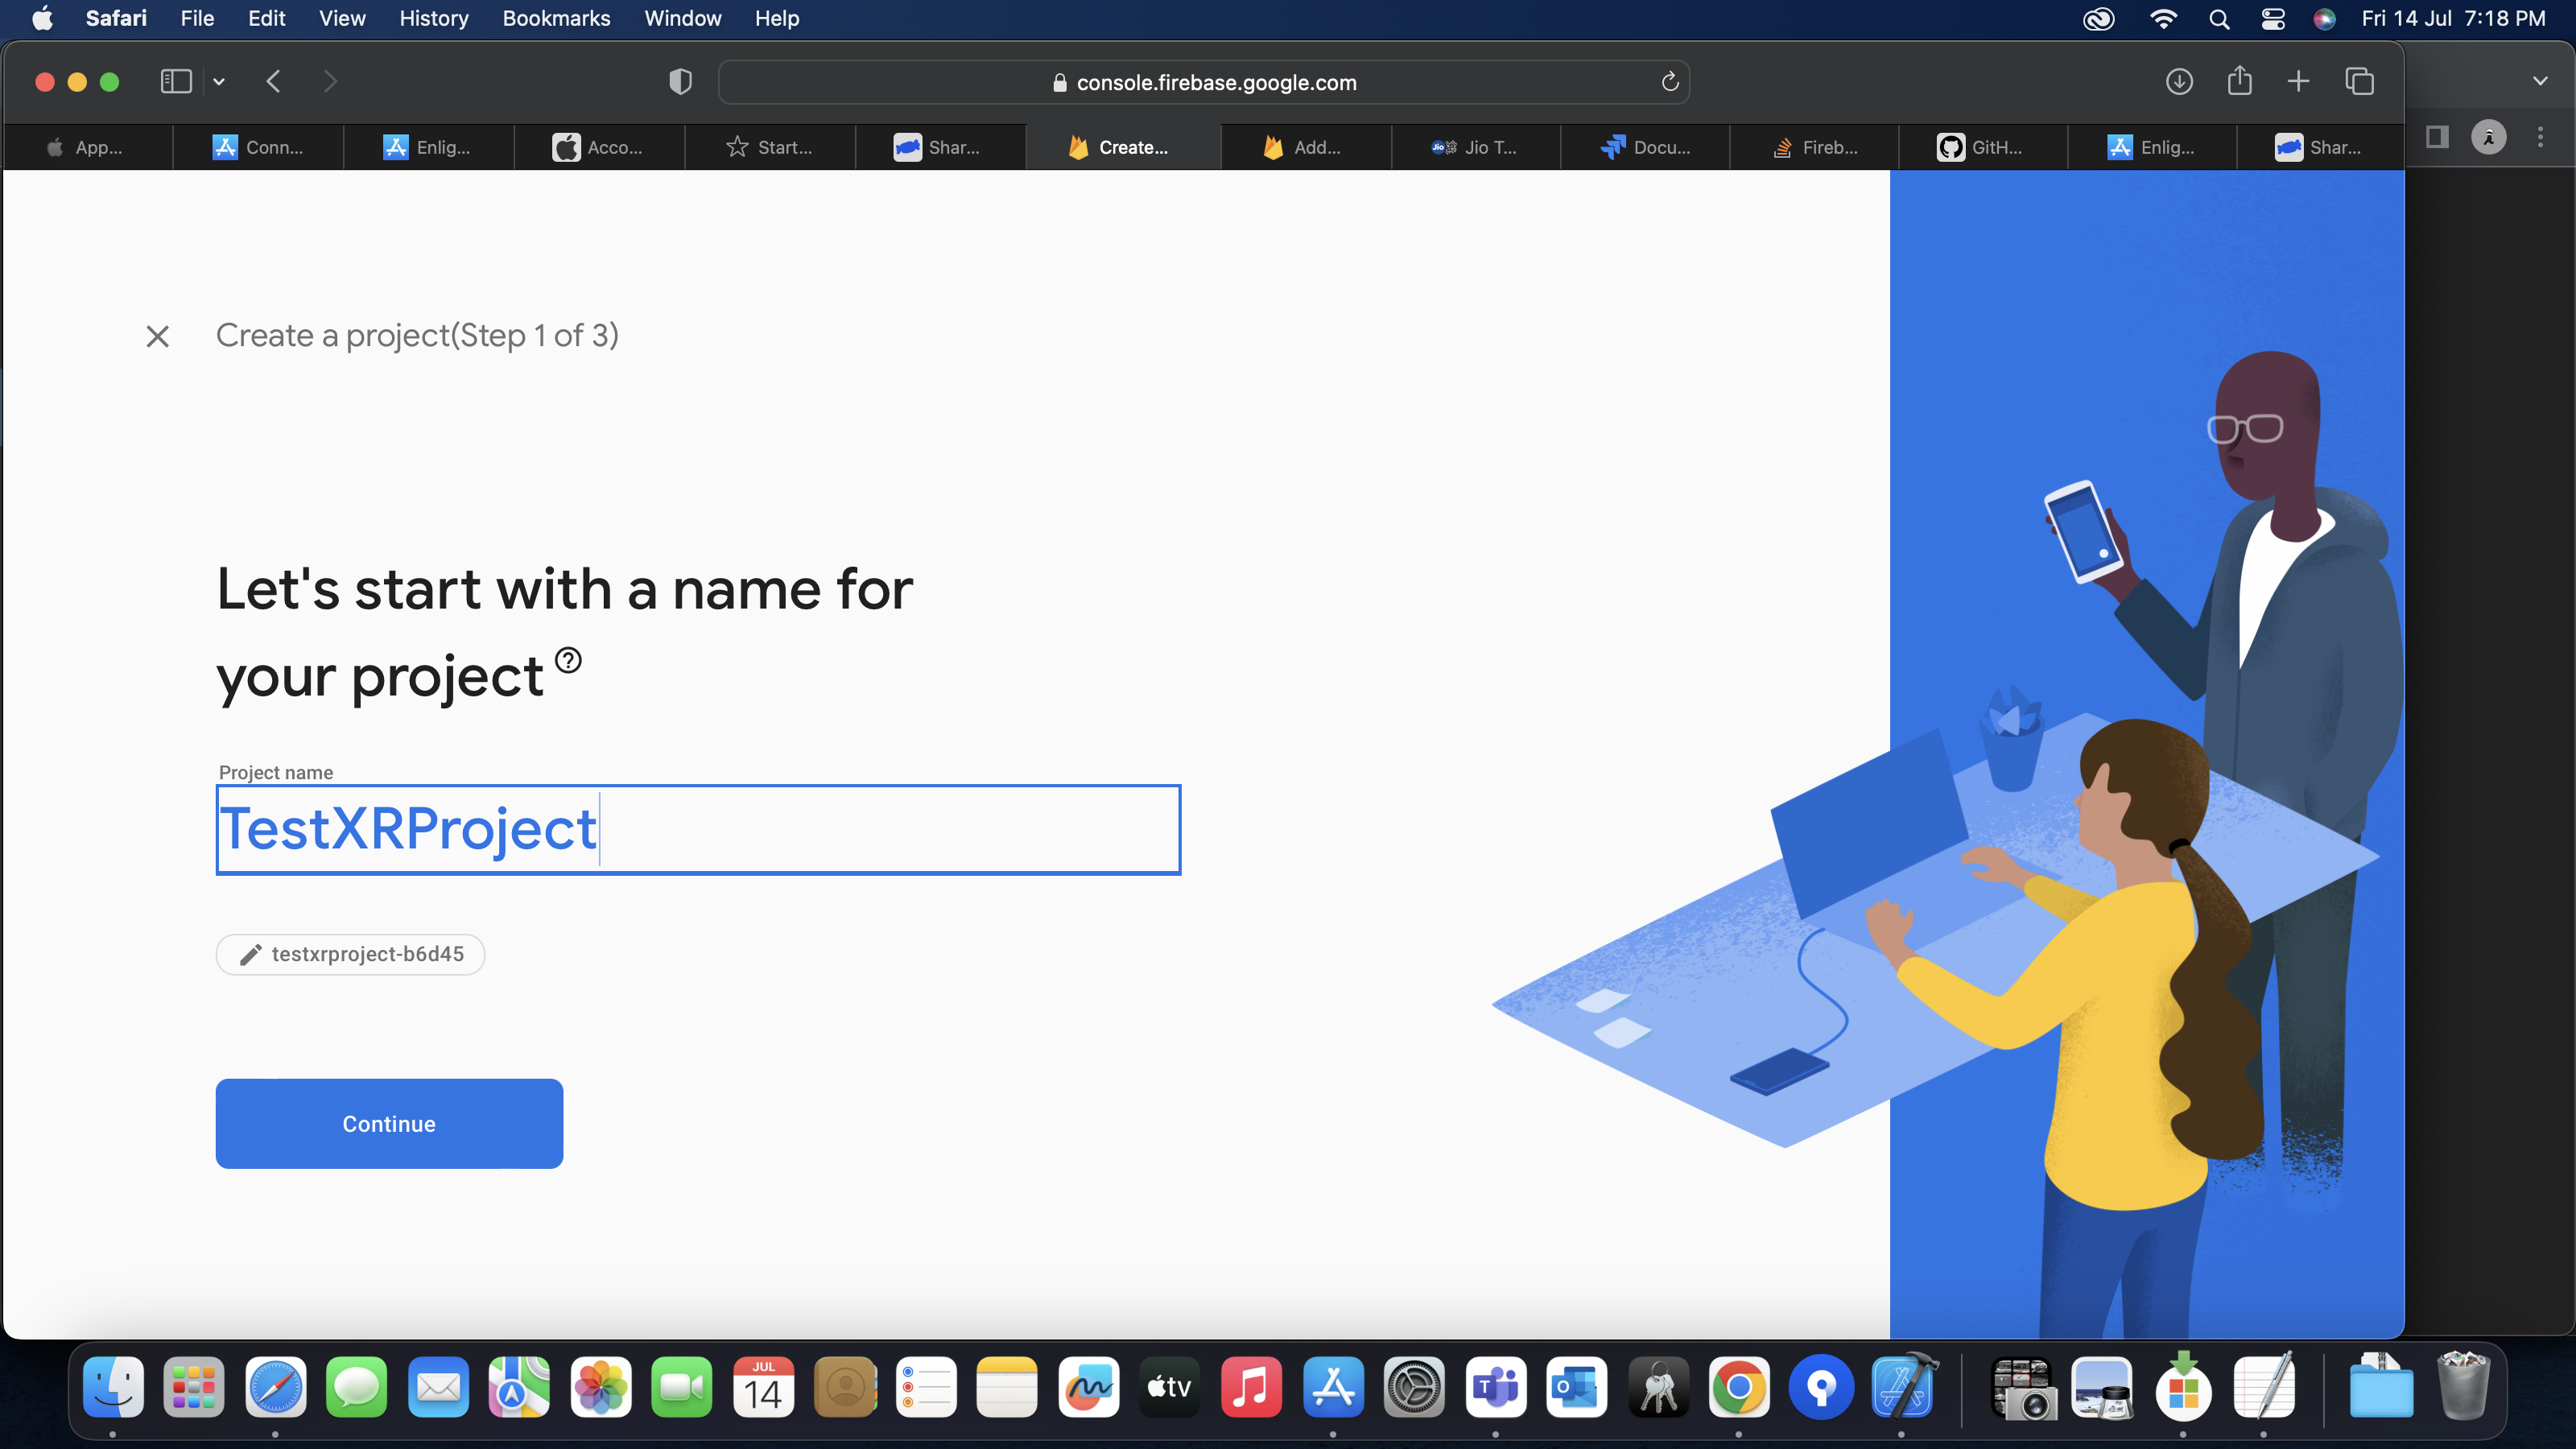 Safari File Edit View History Bookmarks Window Help Fri 14 Jul 7:18 PM
console.firebase.google.com
App... Conn... Enlig... Acco... Start... Shar... Create... Add... Jio Jio T... Docu... Fireb... GitH... Enlig... Shar...
Create a project(Step 1 of 3)
Let's start with a name for
your project
Project name
TestXRProject
testxrproject-b6d45
Continue
JUL
14
tv